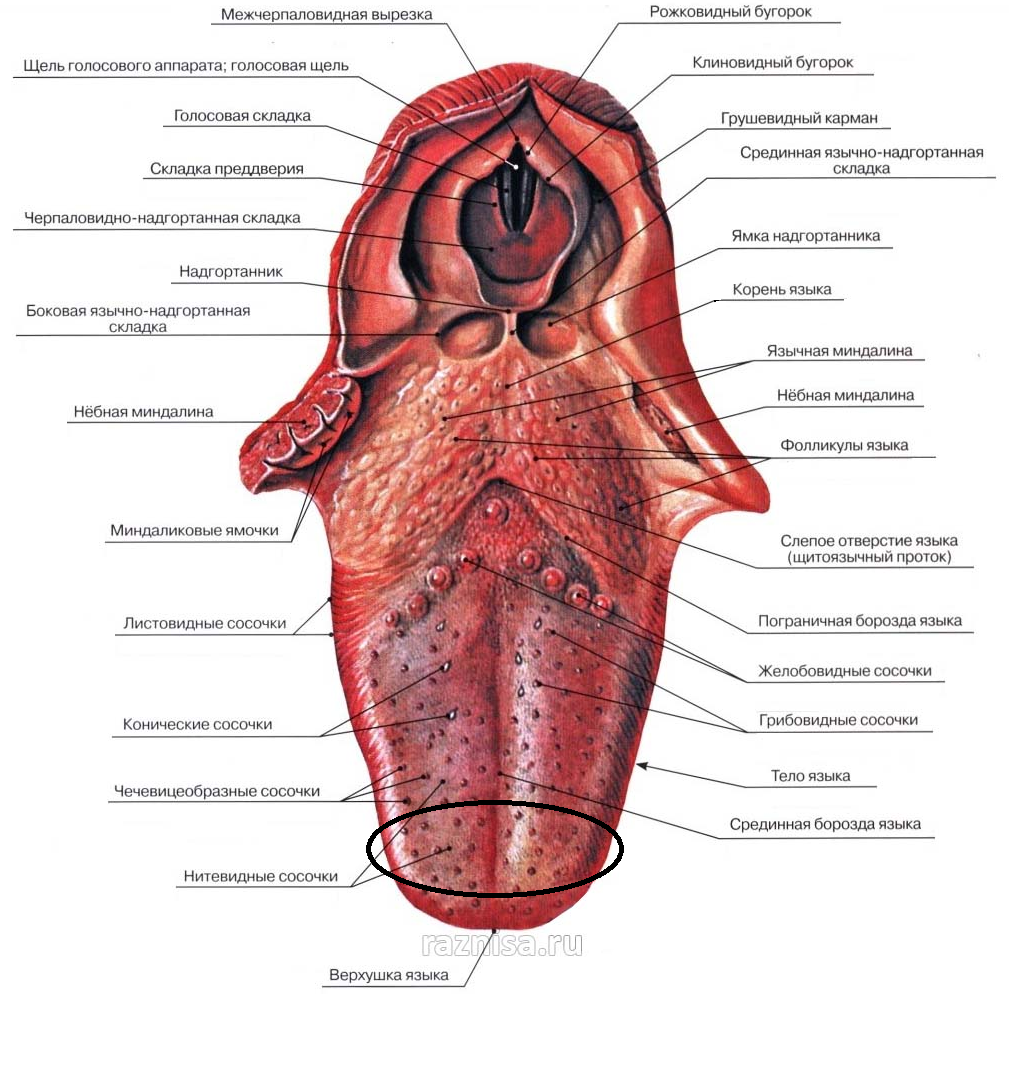 Межчерпаловидная вырезка
Рожковидный бугорок
Щель голосового аппарата; голосовая щель
Клиновидный бугорок
Голосовая складка
Грушевидный карман
Складка преддверия
Срединная язычно-надгортанная
складка
Черпаловидно-надгортанная складка
Ямка надгортанника
Надгортанник
Корень языка
Боковая язычно-надгортанная
складка
Язычная миндалина
Нёбная миндалина
Нёбная миндалина
Фолликулы языка
Миндаликовые ямочки
Слепое отверстие языка
(щитоязычный проток)
Листовидные сосочки
Пограничная борозда языка
Желобовидные сосочки
Конические сосочки
Грибовидные сосочки
Тело языка
Чечевицеобразные сосочки
Срединная борозда языка
Нитевидные сосочки
raznisa.ru
Верхушка языка